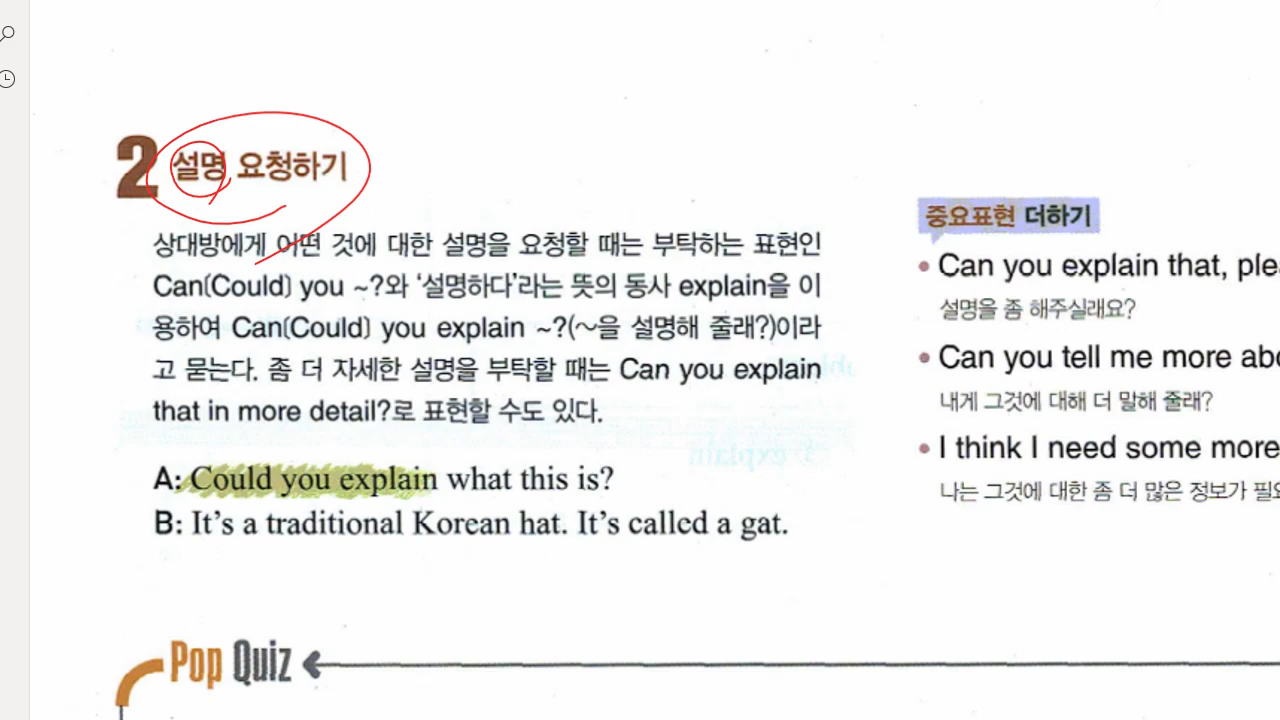 2 설명 요청하기
상대방에게 어떤 것에 대한 설명을 요청할 때는 부탁하는 표현인
Can(Could) you ~?와 ‘설명하다’라는 뜻의 동사 explain을 이
용하여 Can(Could) you explain ~?(~을 설명해 줄래?)이라
고 묻는다. 좀 더 자세한 설명을 부탁할 때는 Can you explain
that in more detail?로 표현할 수도 있다.
A: Could you explain what this is?
B: It’s a traditional Korean hat. It’s called a gat.
중요표현 더하기
Can you explain that,
설명을 좀 해주실래요?
Can you tell me more
내게 그것에 대해 더 말해 줄래?
I think I need some more
나는 그것에 대한 좀 더 많은 정보가
Pop Quiz